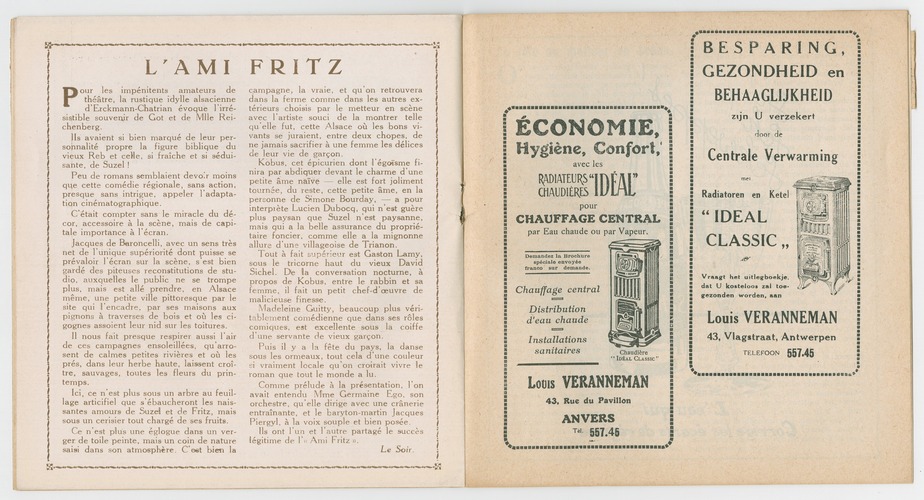 L'AMI FRITZ
Pour les impénitents amateurs de
théâtre, la rustique idylle alsacienne
d'Erckmann-Chatrian évoque l'irré-
sistible souvenir de Got et de Mlle Rei-
chenberg.
Ils avaient si bien marqué de leur per-
sonnalité propre la figure biblique du
vieux Reb et celle, si fraîche et si sédui-
sante, de Suzel !
Peu de romans semblaient devoir moins
que cette comédie régionale, sans action,
presque sans intrigue, appeler l'adapta-
tion cinématographique.
C'était compter sans le miracle du dé-
cor, accessoire à la scène, mais de capi-
tale importance à l'écran.
Jacques de Baroncelli, avec un sens très
net de l'unique supériorité dont puisse se
prévaloir l'écran sur la scène, s'est bien
gardé des piteuses reconstitutions de stu-
dio, auxquelles le public ne se trompe
plus, mais est allé prendre, en Alsace
même, une petite ville pittoresque par le
site qui l'encadre, par ses maisons aux
pignons à traverses de bois et où les ci-
gognes assoient leur nid sur les toitures.
Il nous fait presque respirer aussi l'air
de ces campagnes ensoleillées, qu'arro-
sent de calmes petites rivières et où les
prés, dans leur herbe haute, laissent croî-
tre, sauvages, toutes les fleurs du prin-
temps.
Ici, ce n'est plus sous un arbre au feuil-
lage artificiel que s'ébaucheront les nais-
santes amours de Suzel et de Fritz, mais
sous un cerisier tout chargé de ses fruits.
Ce n'est plus une églogue dans un ver-
ger de toile peinte, mais un coin de nature
saisi dans son atmosphère. C'est bien la
campagne, la vraie, et qu'on retrouvera
dans la ferme comme dans les autres ex-
térieurs choisis par le metteur en scène
avec l'artiste souci de la montrer telle
qu'elle fut, cette Alsace où les bons vi-
vants se juraient, entre deux chopes, de
ne jamais sacrifier à une femme les délices
de leur vie de garçon.
Kobus, cet épicurien dont l'égoïsme fi-
nira par abdiquer devant le charme d'une
petite âme naïve — elle est fort joliment
tournée, du reste, cette petite âme, en la
personne de Simone Bourday, — a pour
interprète Lucien Dubocq, qui n'est guère
plus paysan que Suzel n'est paysanne,
mais qui a la belle assurance du proprié-
taire foncier, comme elle a la mignonne
allure d'une villageoise de Trianon.
Tout à fait supérieur est Gaston Lamy,
sous le tricorne haut du vieux David
Sichel. De la conversation nocturne, à
propos de Kobus, entre le rabbin et sa
femme, il fait un petit chef-d'œuvre de
malicieuse finesse.
Madeleine Guitty, beaucoup plus véri-
tablement comédienne que dans ses rôles
comiques, est excellente sous la coiffe
d'une servante de vieux garçon.
Puis il y a la fête du pays, la danse
sous les ormeaux, tout cela d'une couleur
si vraiment locale qu'on croirait vivre le
roman que tout le monde a lu.
Comme prélude à la présentation, l'on
avait entendu Mme Germaine Ego, son
orchestre, qu'elle dirige avec une crânerie
entraînante, et le baryton-martin Jacques
Piergyl, à la voix souple et bien posée.
Ils ont l'un et l'autre partagé le succès
légitime de l'« Ami Fritz ».
Le Soir.
ÉCONOMIE,
Hygiène, Confort,
avec les
RADIATEURS
CHAUDIÈRES "IDÉAL"
pour
CHAUFFAGE CENTRAL
par Eau chaude ou par Vapeur.
Demandez la Brochure
spéciale envoyée
franco sur demande.
Chauffage central
Distribution
d'eau chaude
Installations
sanitaires
Chaudière
"IDEAL CLASSIC"
LOUIS VERANNEMAN
43, Rue du Pavillon
ANVERS
Tél. 557.45
BESPARING,
GEZONDHEID en
BEHAAGLIJKHEID
zijn U verzekert
door de
Centrale Verwarming
met
Radiatoren en Ketel
“ IDEAL
CLASSIC „
Vraagt het uitlegboekje,
dat U kosteloos zal toe-
gezonden worden, aan
LOUIS VERANNEMAN
43, Vlagstraat, Antwerpen
TELEFOON 557.45